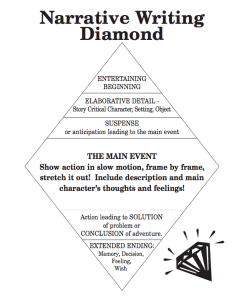 Narrative Writing
Diamond
ENTERTAINING
BEGINNING
ELABORATIVE DETAIL -
Story Critical Character, Setting, Object
SUSPENSE
or anticipation leading to the main event
THE MAIN EVENT
Show action in slow motion, frame by frame,
stretch it out! Include description and main
character's thoughts and feelings!
Action leading to SOLUTION
of problem or
CONCLUSION of adventure.
EXTENDED ENDING:
Memory, Decision,
Feeling,
Wish